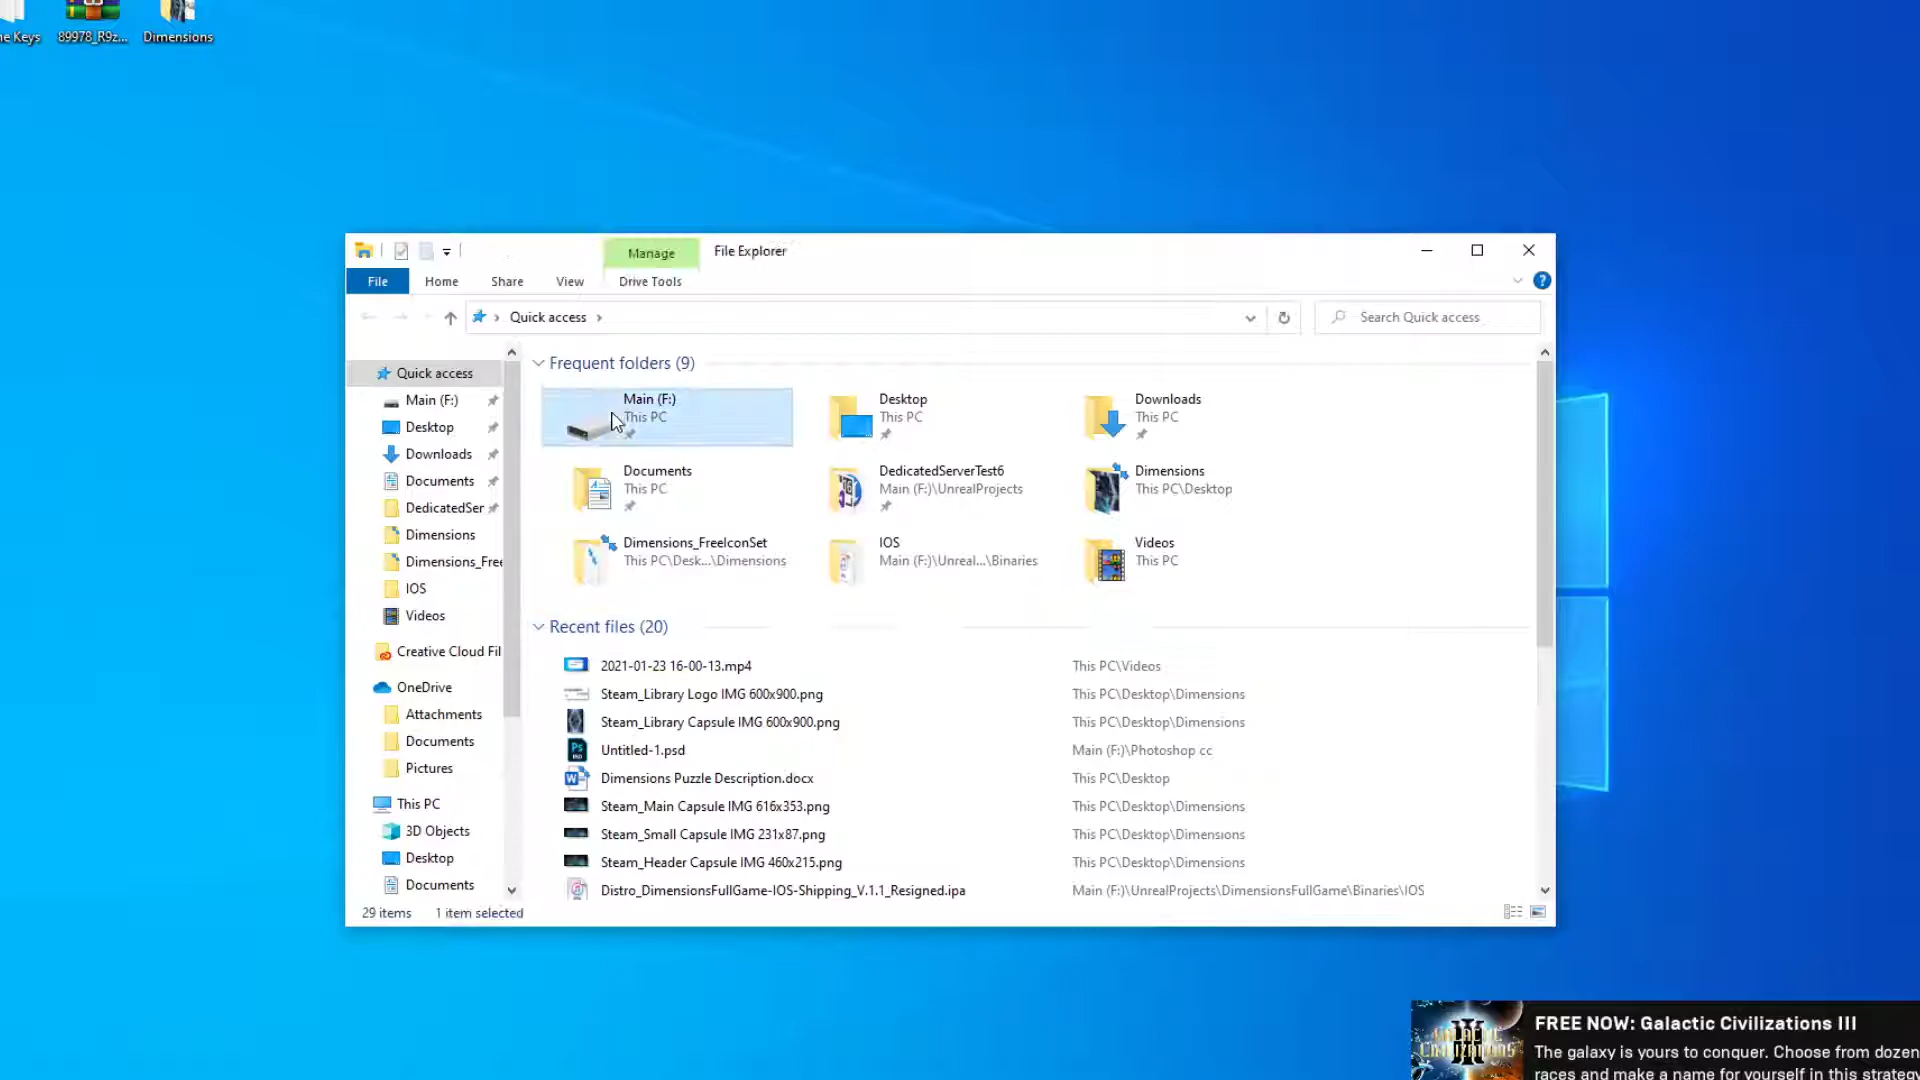 ne Keys
89978_R9z...
Dimensions
Manage
File Explorer
File
Home
Share
View
Drive Tools
Quick access
Search Quick access
Quick access
Main (F:)
Desktop
Downloads
Documents
DedicatedSer
Dimensions
Dimensions_Free
IOS
Videos
Creative Cloud Fil
OneDrive
Attachments
Documents
Pictures
This PC
3D Objects
Desktop
Documents
Frequent folders (9)
Main (F:)
This PC
Desktop
This PC
Downloads
This PC
Documents
This PC
DedicatedServerTest6
Main (F:)\UnrealProjects
Dimensions
This PC\Desktop
Dimensions_FreeIconSet
This PC\Desk...\Dimensions
IOS
Main (F:)\Unreal...\Binaries
Videos
This PC
Recent files (20)
2021-01-23 16-00-13.mp4 This PC\Videos
Steam_Library Logo IMG 600x900.png This PC\Desktop\Dimensions
Steam_Library Capsule IMG 600x900.png This PC\Desktop\Dimensions
Untitled-1.psd Main (F:)\Photoshop cc
Dimensions Puzzle Description.docx This PC\Desktop
Steam_Main Capsule IMG 616x353.png This PC\Desktop\Dimensions
Steam_Small Capsule IMG 231x87.png This PC\Desktop\Dimensions
Steam_Header Capsule IMG 460x215.png This PC\Desktop\Dimensions
Distro_DimensionsFullGame-IOS-Shipping_V.1.1_Resigned.ipa Main (F:)\UnrealProjects\DimensionsFullGame\Binaries\IOS
29 items 1 item selected
GALACTIC
CIVILIZATIONS
III
FREE NOW: Galactic Civilizations III
The galaxy is yours to conquer. Choose from dozen
races and make a name for yourself in this strategy